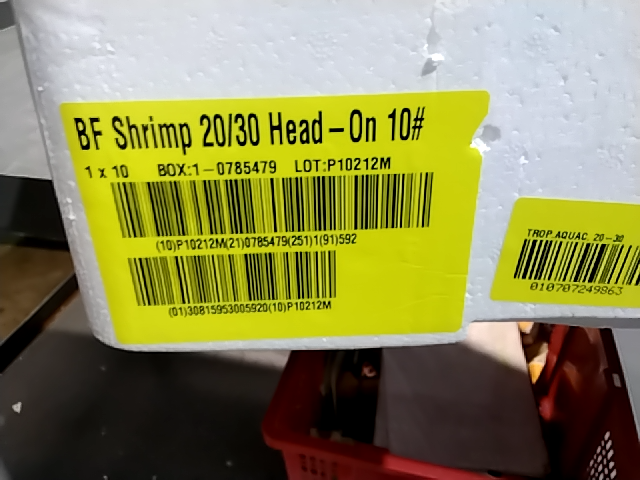 BF Shrimp 20/30 Head-On 10#
1 x 10 BOX:1-0785479 LOT:P10212M
(10)P10212M(21)0785479(251)1(91)592
(01)30815953005920(10)P10212M
TROP.AQUAC. 20-30
010707249863